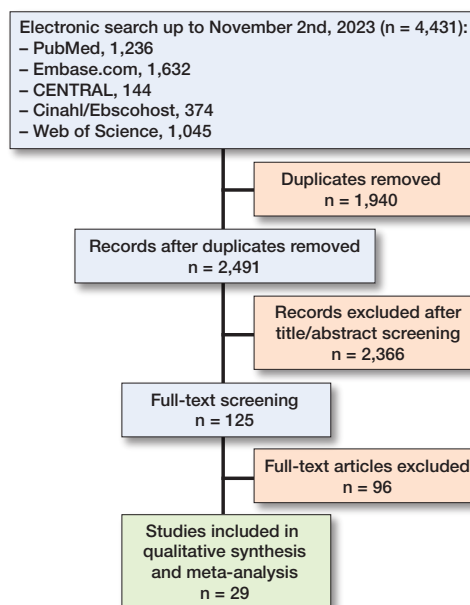 Electronic search up to November 2nd, 2023 (n = 4,431):
– PubMed, 1,236
– Embase.com, 1,632
– CENTRAL, 144
– Cinahl/Ebscohost, 374
– Web of Science, 1,045
Duplicates removed
n = 1,940
Records after duplicates removed
n = 2,491
Records excluded after
title/abstract screening
n = 2,366
Full-text screening
n = 125
Full-text articles excluded
n = 96
Studies included in
qualitative synthesis
and meta-analysis
n = 29